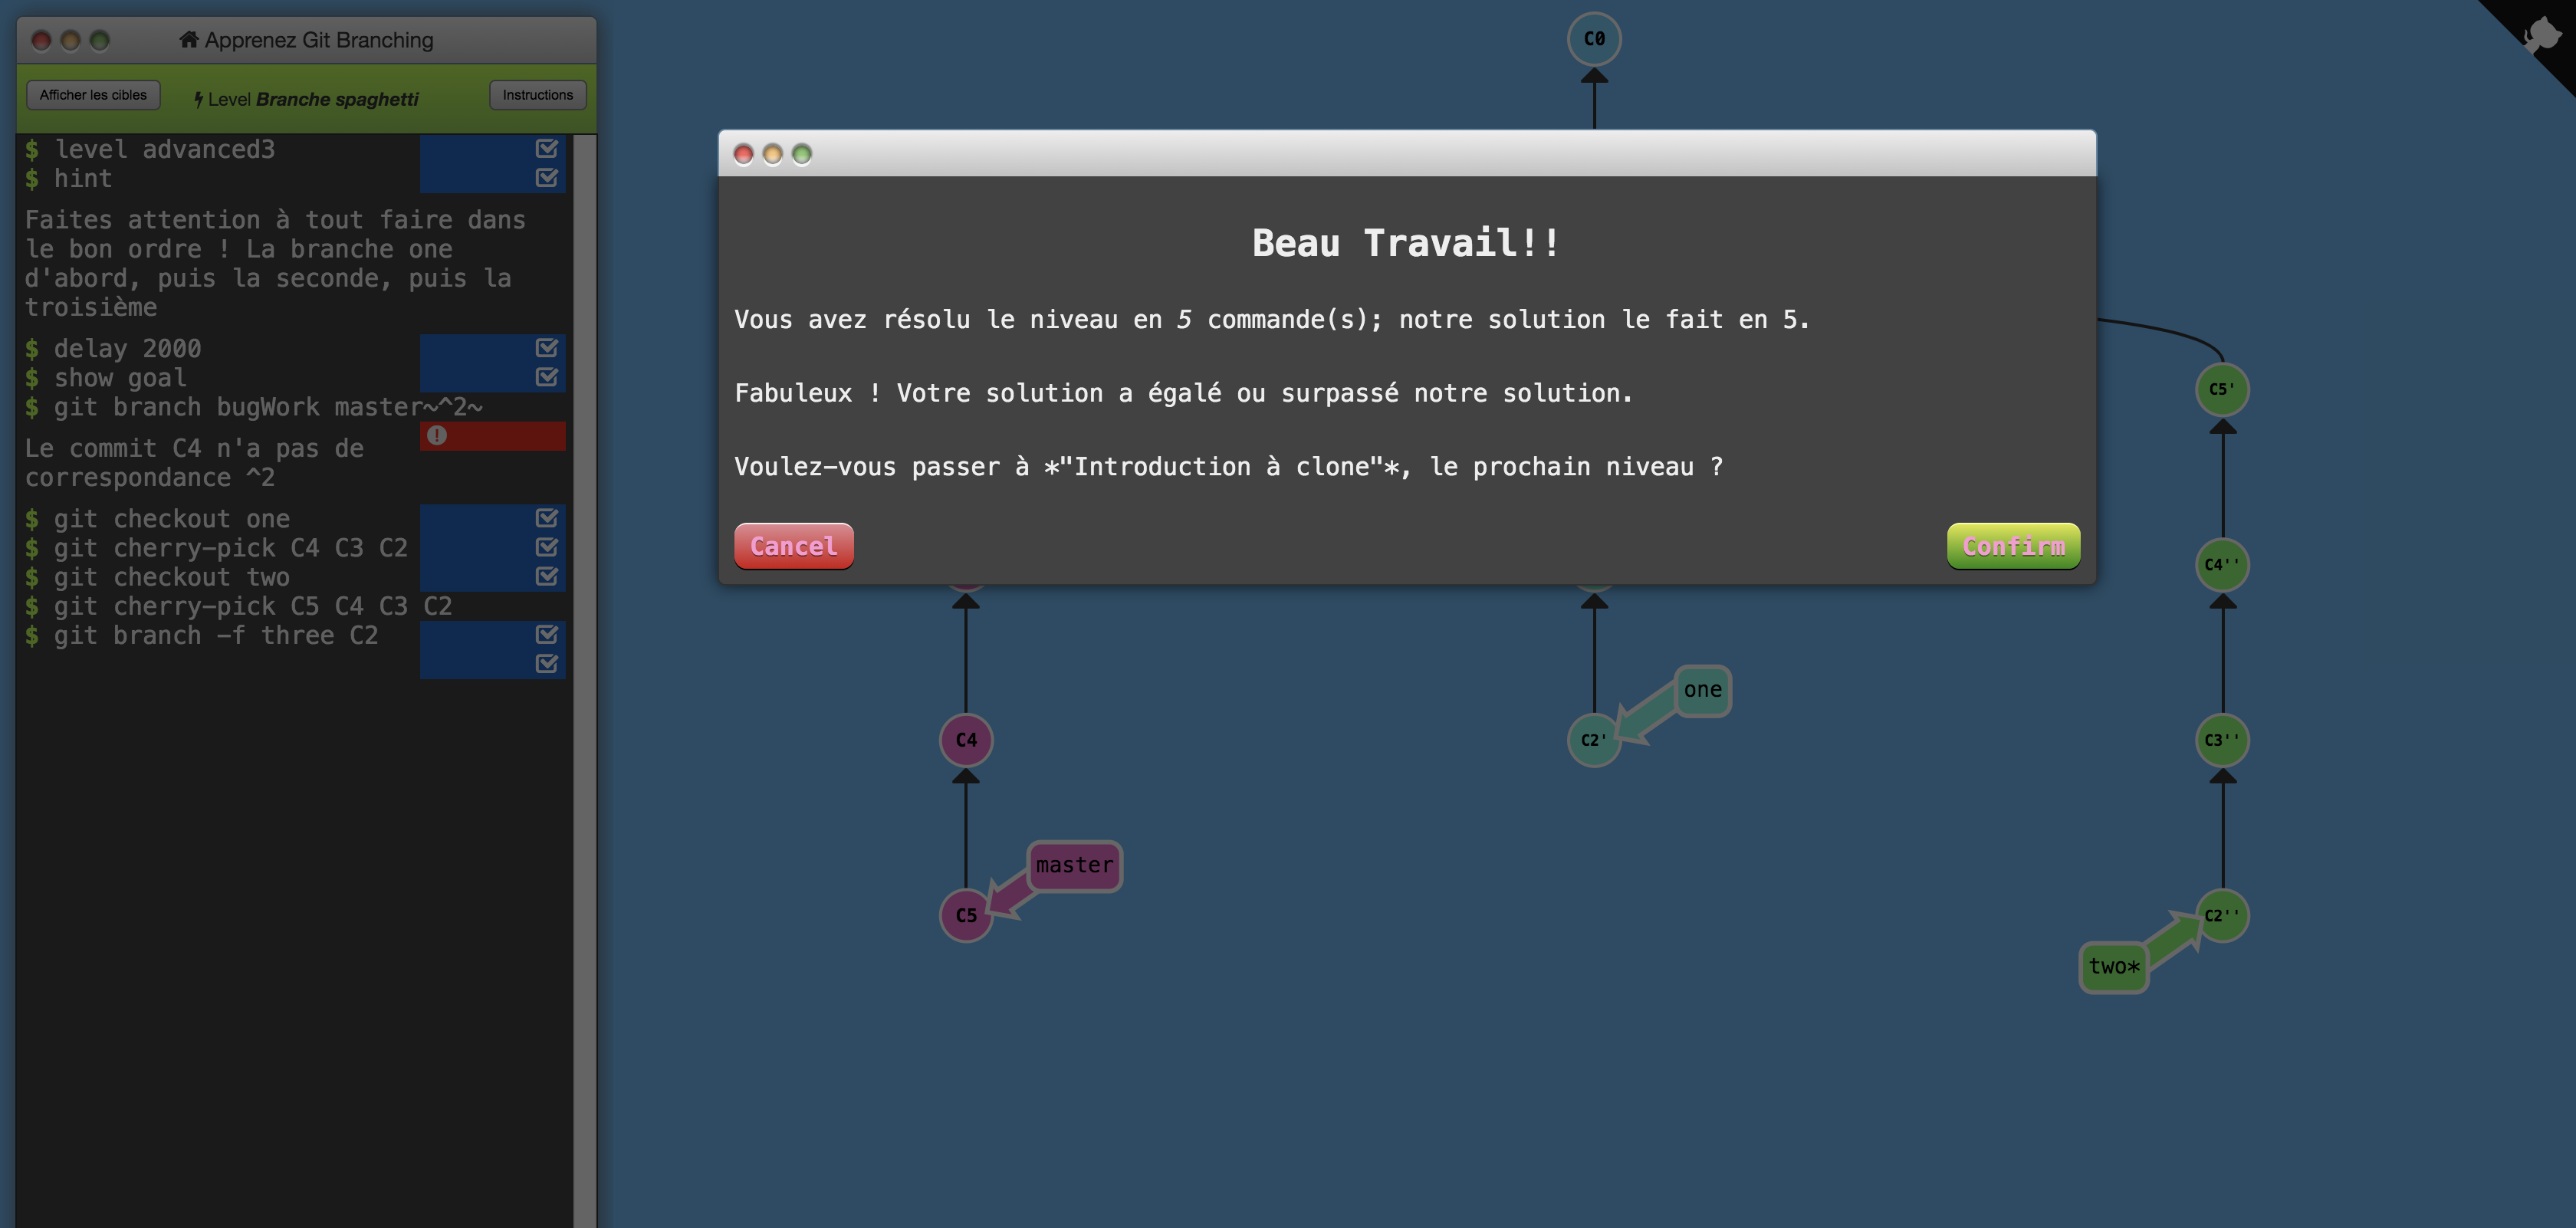 Apprenez Git Branching
Afficher les cibles
Level Branche spaghetti
Instructions
$ level advanced3
$ hint
Faites attention à tout faire dans
le bon ordre ! La branche one
d'abord, puis la seconde, puis la
troisième
$ delay 2000
$ show goal
$ git branch bugWork master~^2~
Le commit C4 n'a pas de
correspondance ^2
$ git checkout one
$ git cherry-pick C4 C3 C2
$ git checkout two
$ git cherry-pick C5 C4 C3 C2
$ git branch -f three C2
C0
Beau Travail!!
Vous avez résolu le niveau en 5 commande(s); notre solution le fait en 5.
Fabuleux ! Votre solution a égalé ou surpassé notre solution.
Voulez-vous passer à *"Introduction à clone"*, le prochain niveau ?
Cancel
Confirm
C5'
C4''
one
C4
C2'
C3''
master
C5
C2''
two*